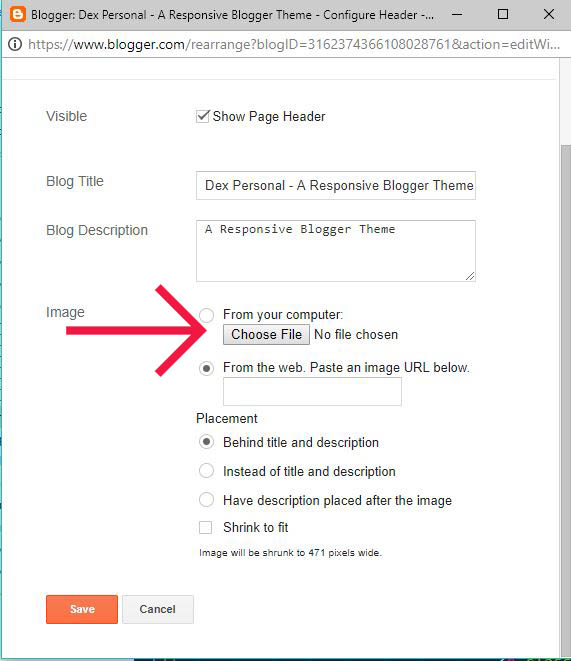 Blogger: Dex Personal - A Responsive Blogger Theme - Configure Header -...
https://www.blogger.com/rearrange?blogID=3162374366108028761&action=editWi...
Visible
Show Page Header
Blog Title
Dex Personal - A Responsive Blogger Theme
Blog Description
A Responsive Blogger Theme
Image
From your computer:
Choose File No file chosen
From the web. Paste an image URL below.
Placement
Behind title and description
Instead of title and description
Have description placed after the image
Shrink to fit
Image will be shrunk to 471 pixels wide.
Save Cancel